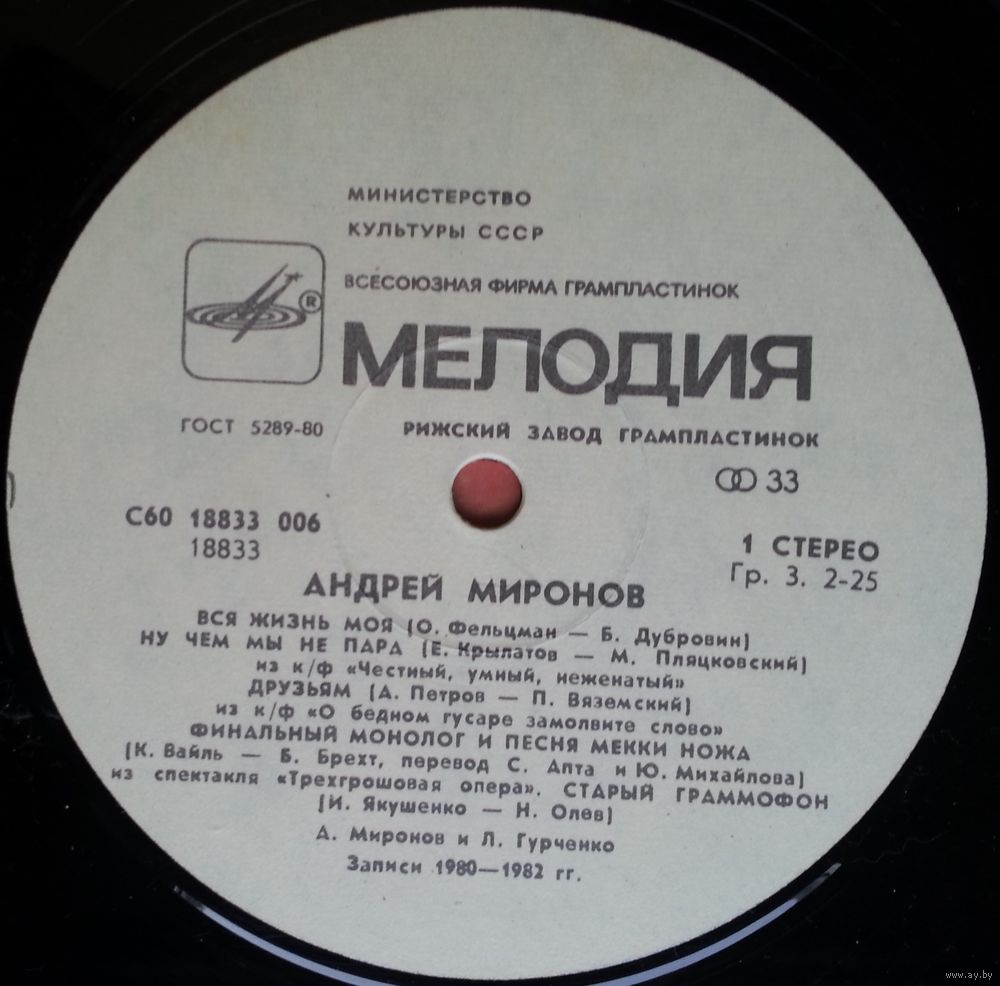 МИНИСТЕРСТВО
КУЛЬТУРЫ СССР
ВСЕСОЮЗНАЯ ФИРМА ГРАМПЛАСТИНОК
®
МЕЛОДИЯ
ГОСТ 5289-80
РИЖСКИЙ ЗАВОД ГРАМПЛАСТИНОК
33
С60 18833 006
18833
1 СТЕРЕО
Гр. 3. 2-25
АНДРЕЙ МИРОНОВ
ВСЯ ЖИЗНЬ МОЯ (О. Фельцман — Б. Дубровин)
НУ ЧЕМ МЫ НЕ ПАРА (Е. Крылатов — М. Пляцковский)
из к/ф «Честный, умный, неженатый»
ДРУЗЬЯМ (А. Петров — П. Вяземский)
из к/ф «О бедном гусаре замолвите слово»
ФИНАЛЬНЫЙ МОНОЛОГ И ПЕСНЯ МЕККИ НОЖА
(К. Вайль — Б. Брехт, перевод С. Апта и Ю. Михайлова)
из спектакля «Трехгрошовая опера». СТАРЫЙ ГРАММОФОН
(И. Якушенко — Н. Олев)
А. Миронов и Л. Гурченко
Записи 1980—1982 гг.
www.ay.by